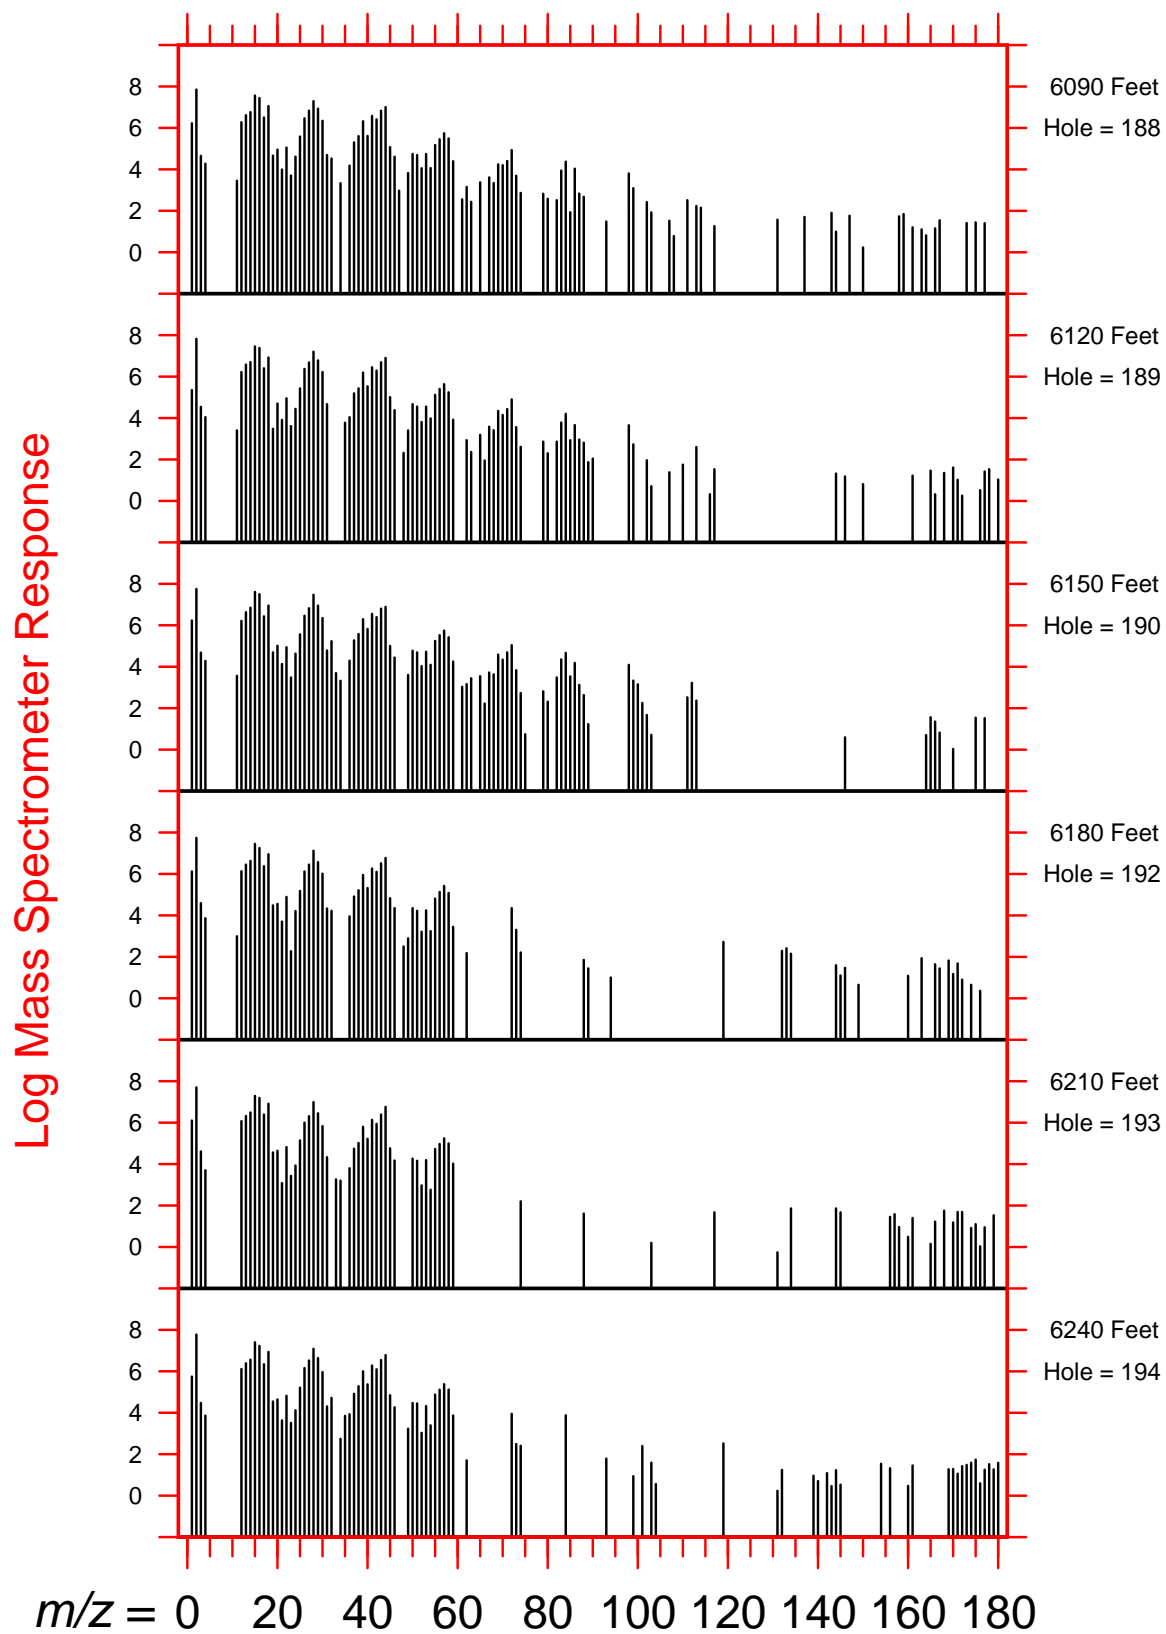 Log Mass Spectrometer Response
8
6
4
2
0
6090 Feet
Hole = 188
8
6
4
2
0
6120 Feet
Hole = 189
8
6
4
2
0
6150 Feet
Hole = 190
8
6
4
2
0
6180 Feet
Hole = 192
8
6
4
2
0
6210 Feet
Hole = 193
8
6
4
2
0
6240 Feet
Hole = 194
m/z = 0 20 40 60 80 100 120 140 160 180